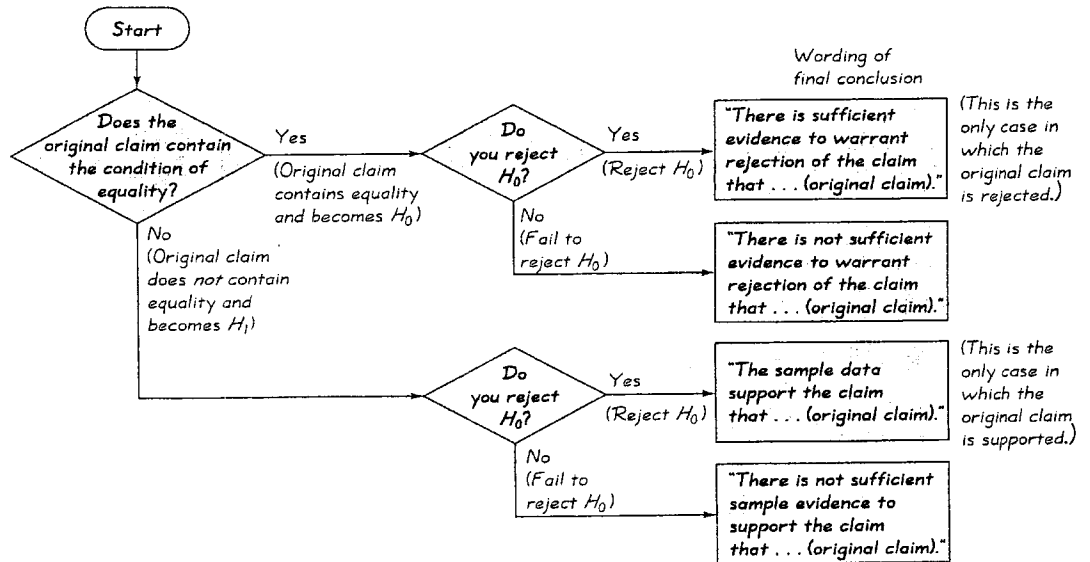 Start
Does the
original claim contain
the condition of
equality?
Yes
(Original claim
contains equality
and becomes H₀)
Do
you reject
H₀?
Yes
(Reject H₀)
Wording of
final conclusion
"There is sufficient
evidence to warrant
rejection of the claim
that . . . (original claim)."
(This is the
only case in
which the
original claim
is rejected.)
No
(Fail to
reject H₀)
"There is not sufficient
evidence to warrant
rejection of the claim
that . . . (original claim)."
No
(Original claim
does not contain
equality and
becomes H₁)
Do
you reject
H₀?
Yes
(Reject H₀)
"The sample data
support the claim
that . . . (original claim)."
(This is the
only case in
which the
original claim
is supported.)
No
(Fail to
reject H₀)
"There is not sufficient
sample evidence to
support the claim
that . . . (original claim)."